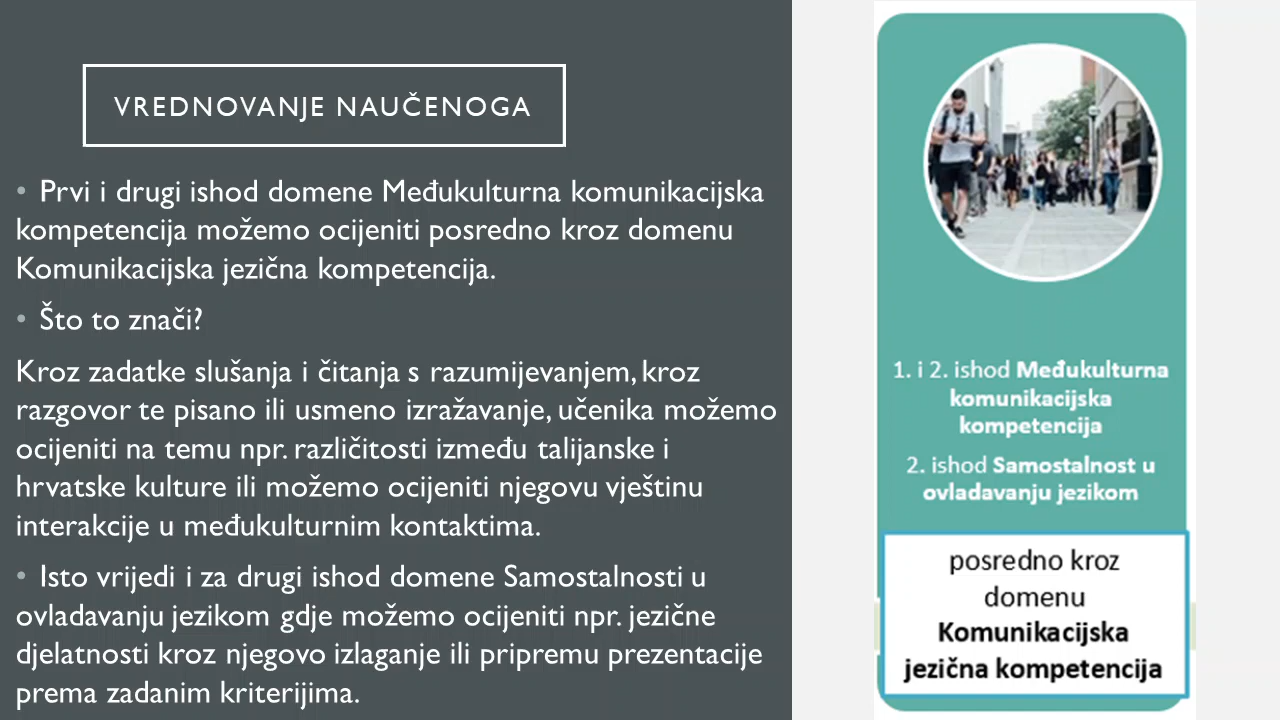 VREDNOVANJE NAUČENOGA
• Prvi i drugi ishod domene Međukulturna komunikacijska
kompetencija možemo ocijeniti posredno kroz domenu
Komunikacijska jezična kompetencija.
• Što to znači?
Kroz zadatke slušanja i čitanja s razumijevanjem, kroz
razgovor te pisano ili usmeno izražavanje, učenika možemo
ocijeniti na temu npr. različitosti između talijanske i
hrvatske kulture ili možemo ocijeniti njegovu vještinu
interakcije u međukulturnim kontaktima.
• Isto vrijedi i za drugi ishod domene Samostalnosti u
ovladavanju jezikom gdje možemo ocijeniti npr. jezične
djelatnosti kroz njegovo izlaganje ili pripremu prezentacije
prema zadanim kriterijima.
1. i 2. ishod Međukulturna
komunikacijska
kompetencija
2. ishod Samostalnost u
ovladavanju jezikom
posredno kroz
domenu
Komunikacijska
jezična kompetencija